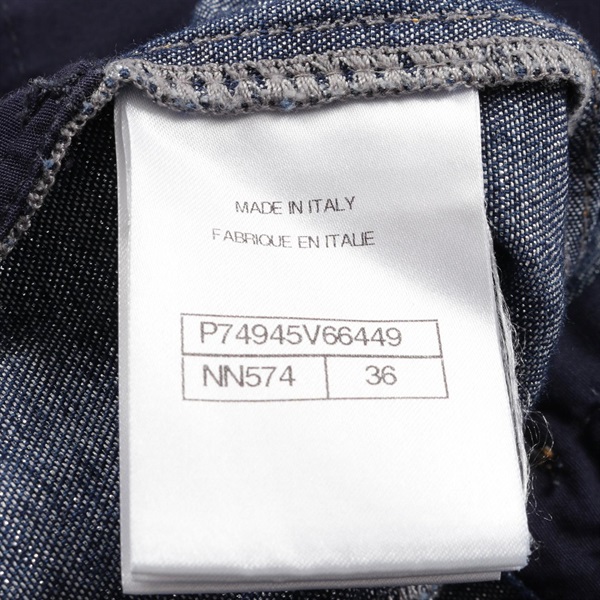 MADE IN ITALY
FABRIQUE EN ITALIE
P74945V66449
NN574 36